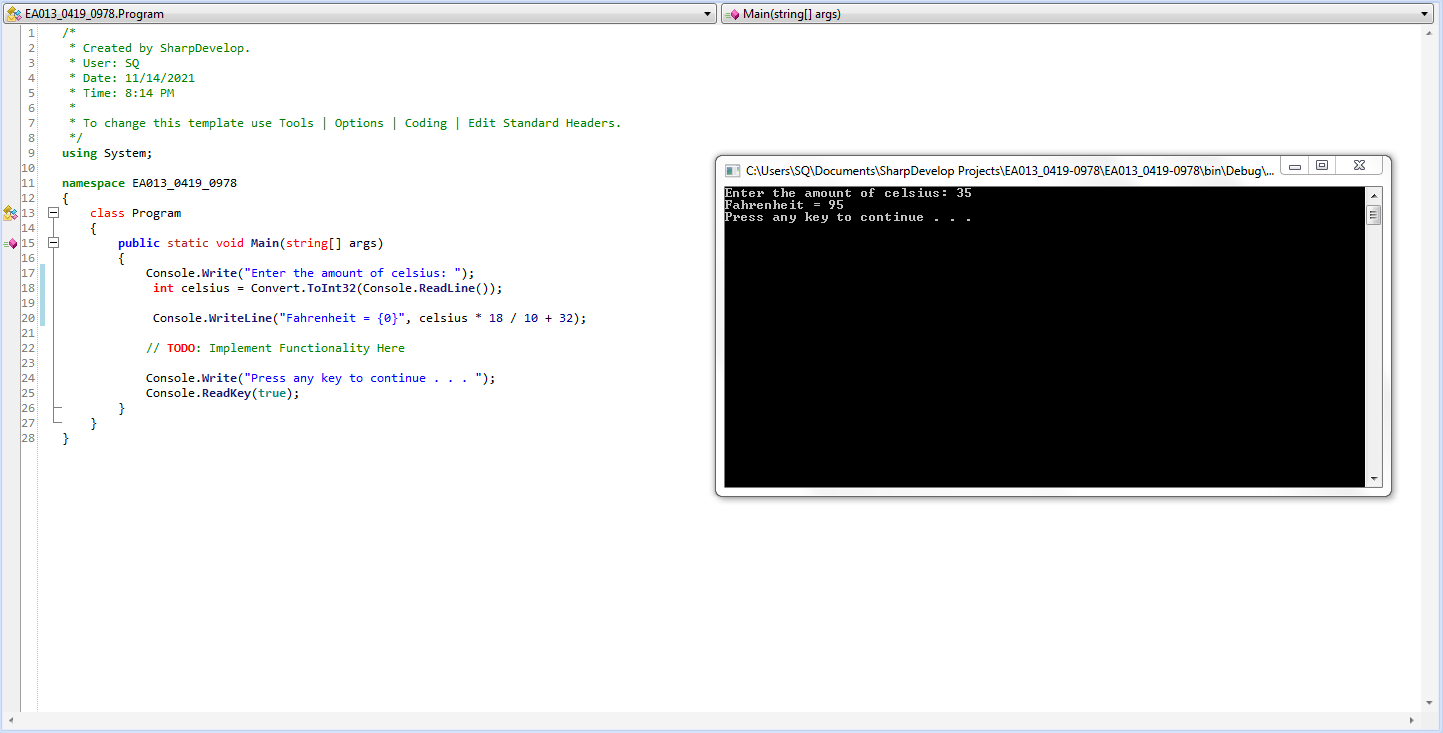 EA013_0419_0978.Program
Main(string[] args)
1 /*
2 * Created by SharpDevelop.
3 * User: SQ
4 * Date: 11/14/2021
5 * Time: 8:14 PM
6 *
7 * To change this template use Tools | Options | Coding | Edit Standard Headers.
8 */
9 using System;
10
11 namespace EA013_0419_0978
12 {
13 class Program
14 {
15 public static void Main(string[] args)
16 {
17 Console.Write("Enter the amount of celsius: ");
18 int celsius = Convert.ToInt32(Console.ReadLine());
19
20 Console.WriteLine("Fahrenheit = {0}", celsius * 18 / 10 + 32);
21
22 // TODO: Implement Functionality Here
23
24 Console.Write("Press any key to continue . . . ");
25 Console.ReadKey(true);
26 }
27 }
28 }
C:\Users\SQ\Documents\SharpDevelop Projects\EA013_0419-0978\EA013_0419-0978\bin\Debug\...
Enter the amount of celsius: 35
Fahrenheit = 95
Press any key to continue . . .